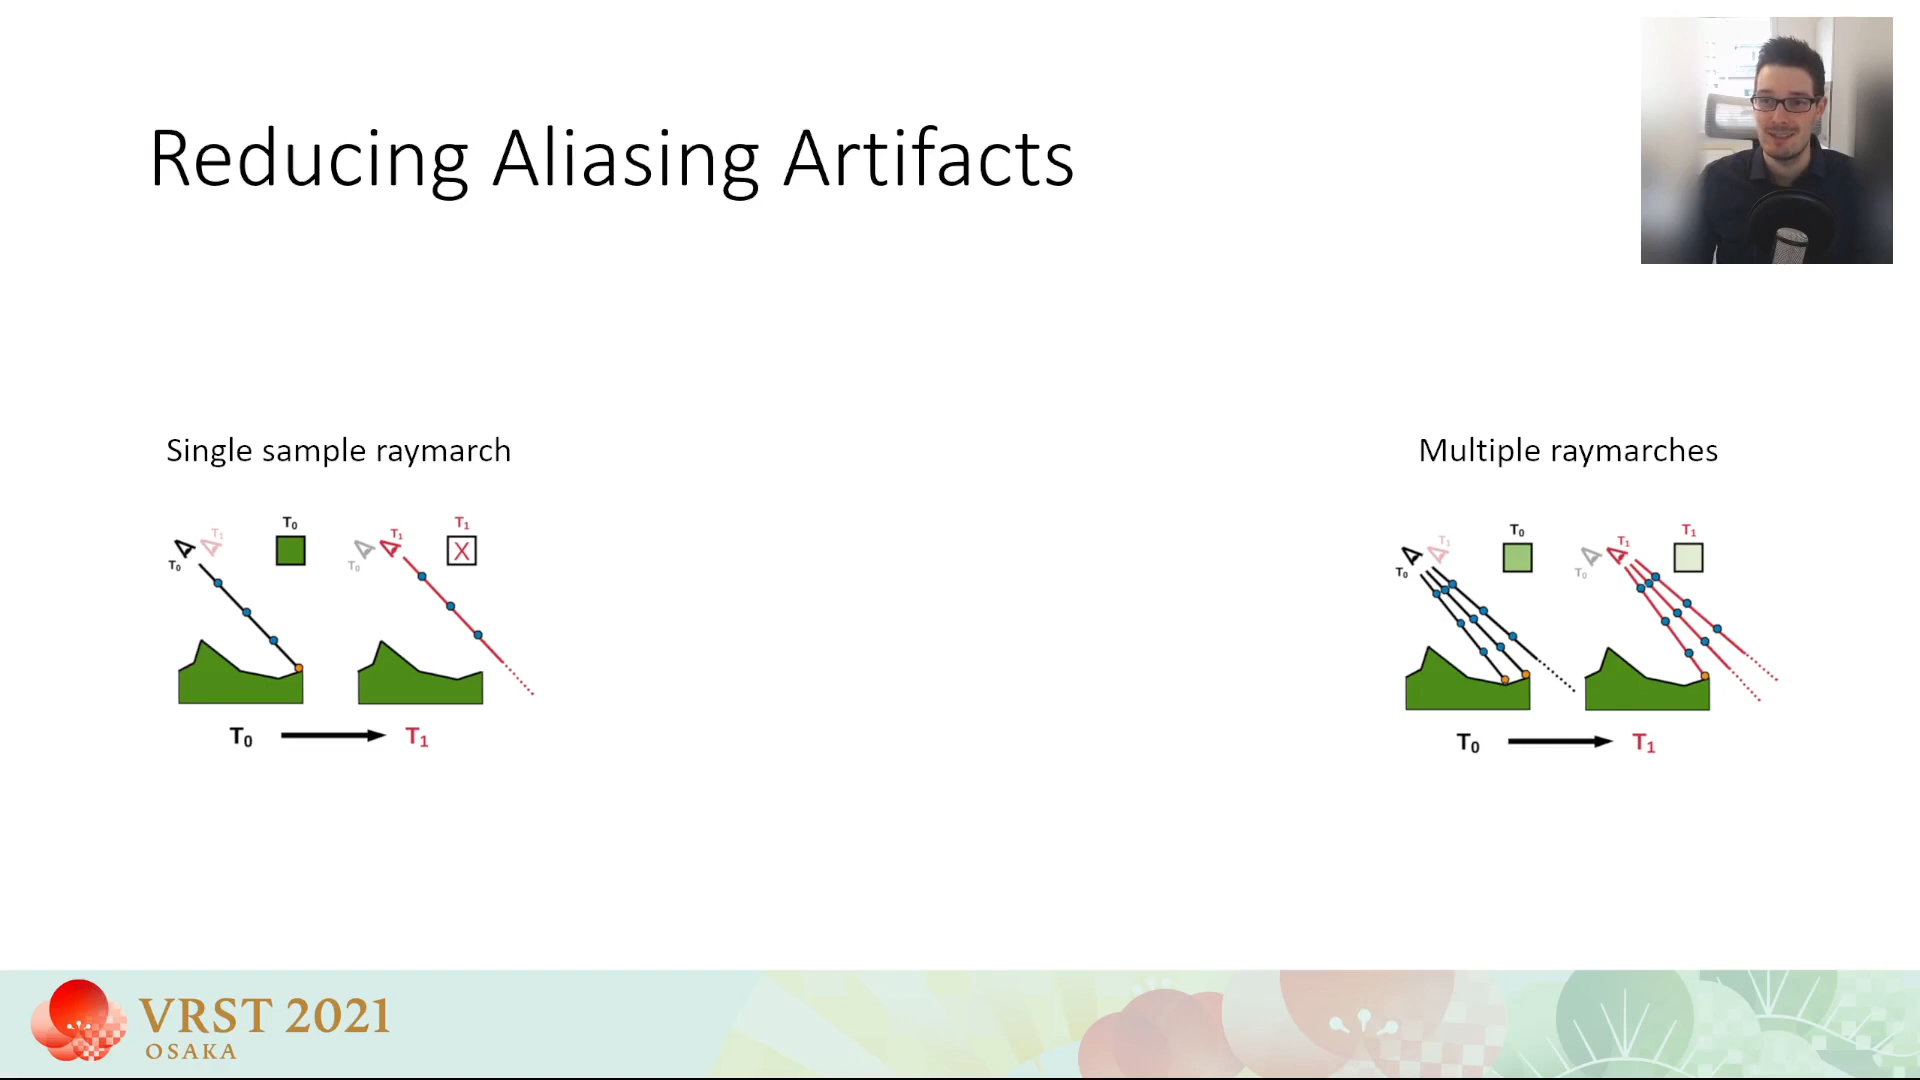 Reducing Aliasing Artifacts
Single sample raymarch
T₀ T₁ T₀
T₀ T₁ T₁
T₀ T₁
Multiple raymarches
T₀ T₁ T₀
T₀ T₁ T₁
T₀ T₁
VRST 2021
OSAKA